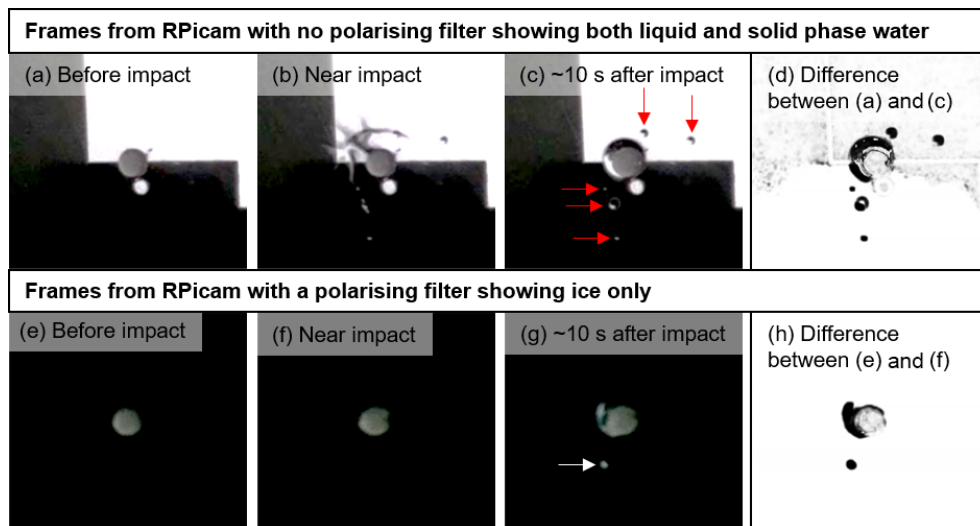 Frames from RPicam with no polarising filter showing both liquid and solid phase water
(a) Before impact
(b) Near impact
(c) ~10 s after impact
(d) Difference
between (a) and (c)
Frames from RPicam with a polarising filter showing ice only
(e) Before impact
(f) Near impact
(g) ~10 s after impact
(h) Difference
between (e) and (f)